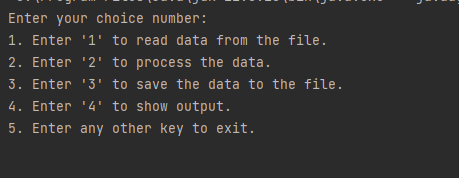 Enter your choice number:
1. Enter '1' to read data from the file.
2. Enter '2' to process the data.
3. Enter '3' to save the data to the file.
4. Enter '4' to show output.
5. Enter any other key to exit.